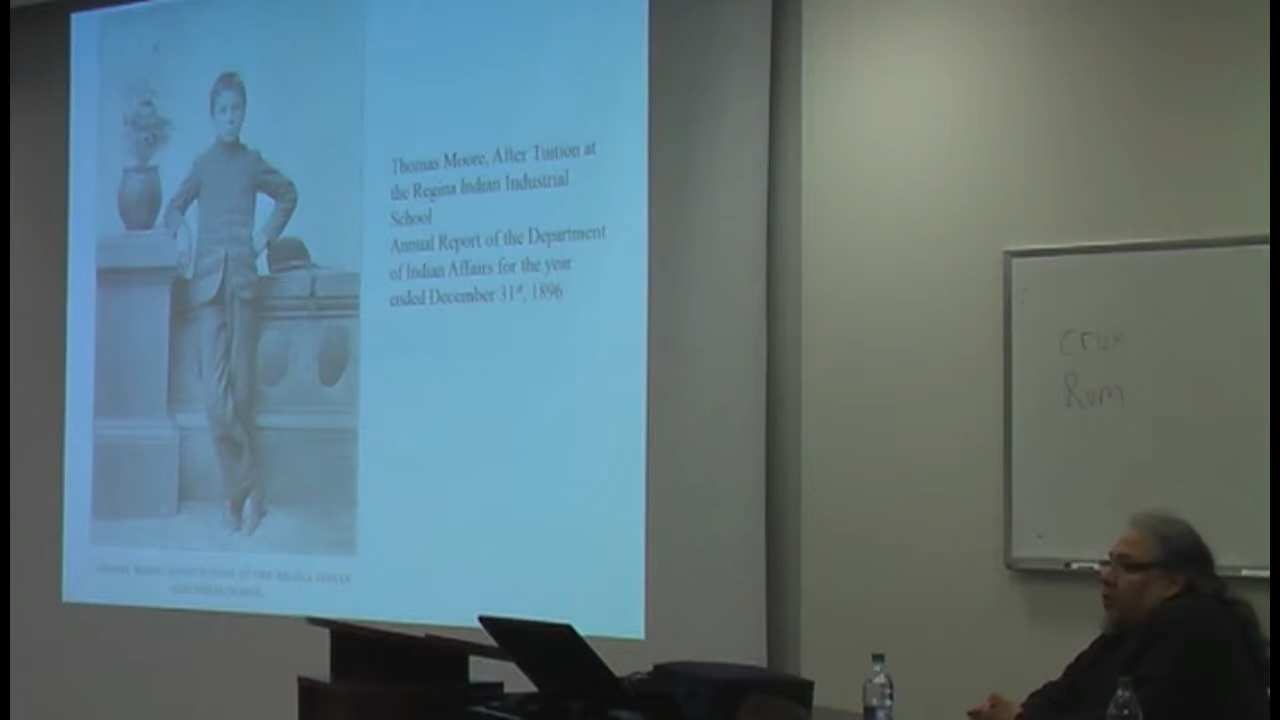 Thomas Moore, After Tuition at
the Regina Indian Industrial
School
Annual Report of the Department
of Indian Affairs for the year
ended December 31st, 1896
Rum